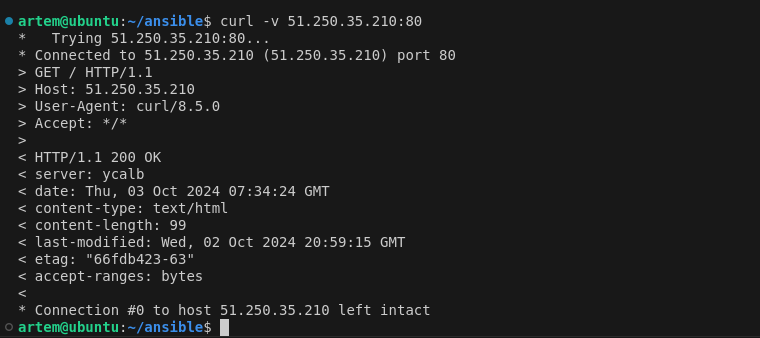 artem@ubuntu:~/ansible$ curl -v 51.250.35.210:80
*   Trying 51.250.35.210:80...
* Connected to 51.250.35.210 (51.250.35.210) port 80
> GET / HTTP/1.1
> Host: 51.250.35.210
> User-Agent: curl/8.5.0
> Accept: */*
>
< HTTP/1.1 200 OK
< server: ycalb
< date: Thu, 03 Oct 2024 07:34:24 GMT
< content-type: text/html
< content-length: 99
< last-modified: Wed, 02 Oct 2024 20:59:15 GMT
< etag: "66fdb423-63"
< accept-ranges: bytes
<
* Connection #0 to host 51.250.35.210 left intact
artem@ubuntu:~/ansible$